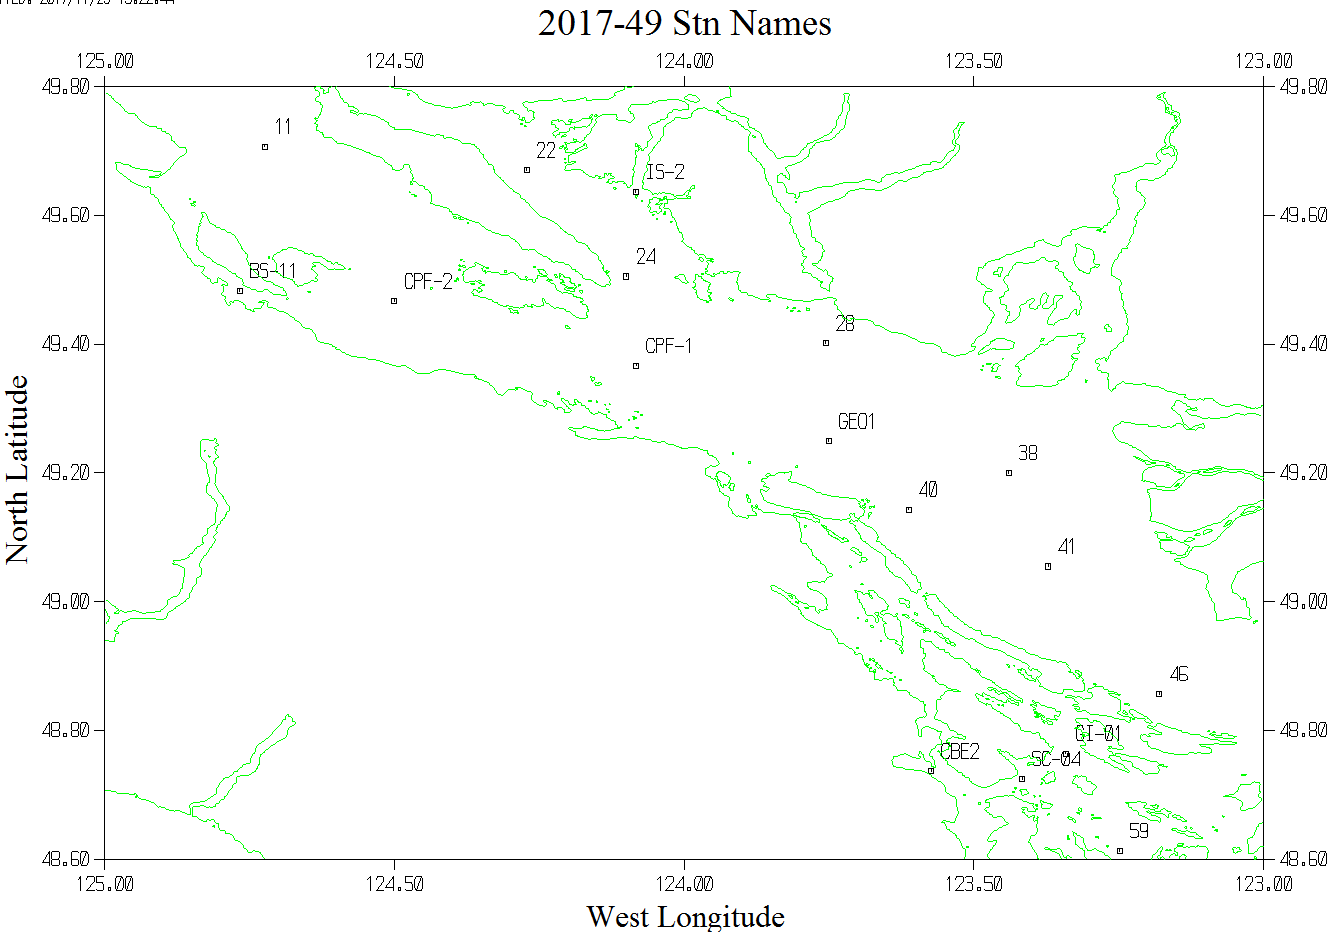 2017-49 Stn Names
125.00 124.50 124.00 123.50 123.00
49.80 49.80
11
22
IS-2
49.60 49.60
24
BS-11
CPF-2
28
49.40 49.40
CPF-1
GEO1
38
49.20 49.20
40
41
49.00 49.00
46
48.80 48.80
GI-01
CBE2
SC-04
59
48.60 48.60
125.00 124.50 124.00 123.50 123.00
North Latitude
West Longitude